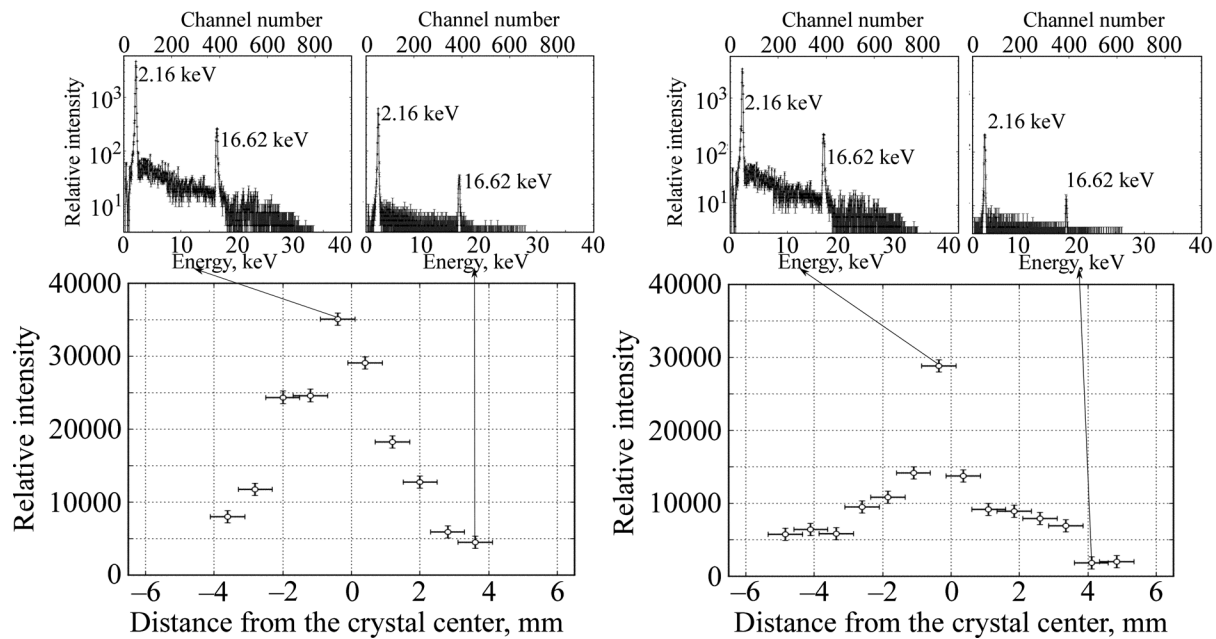 Channel number Channel number
0 200 400 600 800 0 200 400 600 800
Relative intensity
10³
10²
10¹
2.16 keV
16.62 keV
2.16 keV
16.62 keV
0 10 20 30 40 0 10 20 30 40
Energy, keV Energy, keV
Relative intensity
40000
30000
20000
10000
0
−6 −4 −2 0 2 4 6
Distance from the crystal center, mm
Channel number Channel number
0 200 400 600 800 0 200 400 600 800
Relative intensity
10³
10²
10¹
2.16 keV
16.62 keV
2.16 keV
16.62 keV
0 10 20 30 40 0 10 20 30 40
Energy, keV Energy, keV
Relative intensity
40000
30000
20000
10000
0
−6 −4 −2 0 2 4 6
Distance from the crystal center, mm